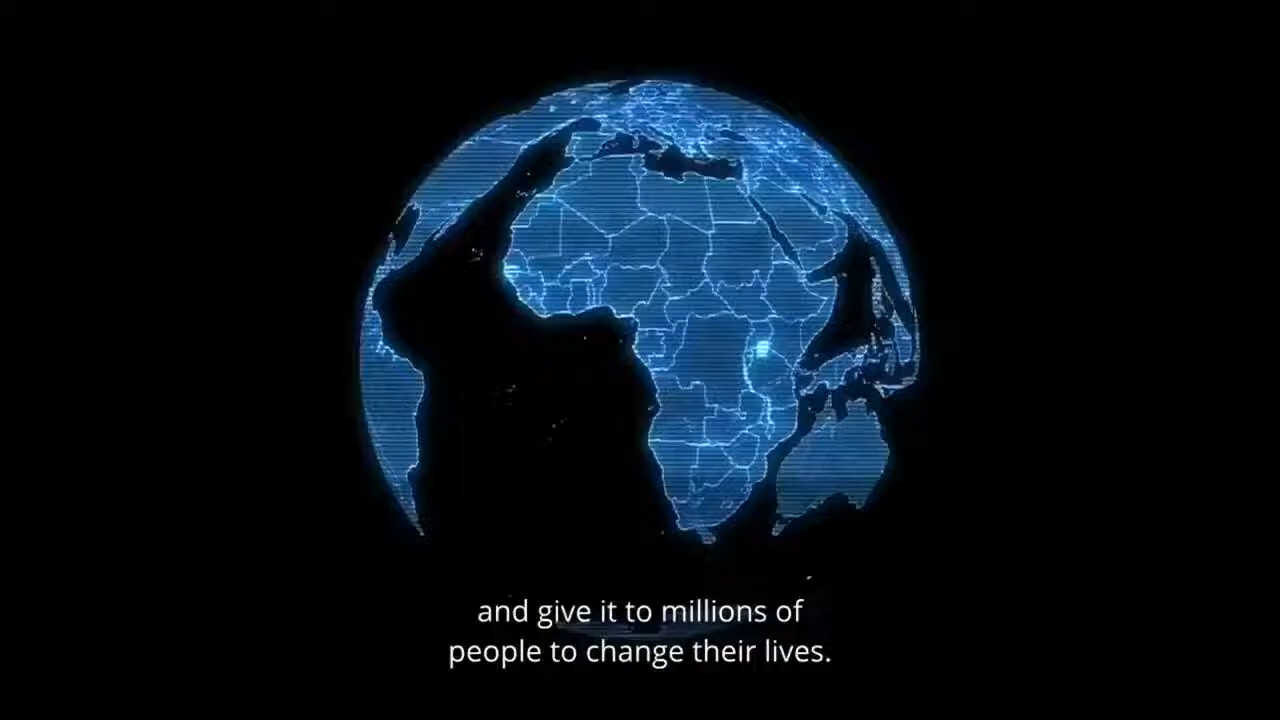 and give it to millions of
people to change their lives.